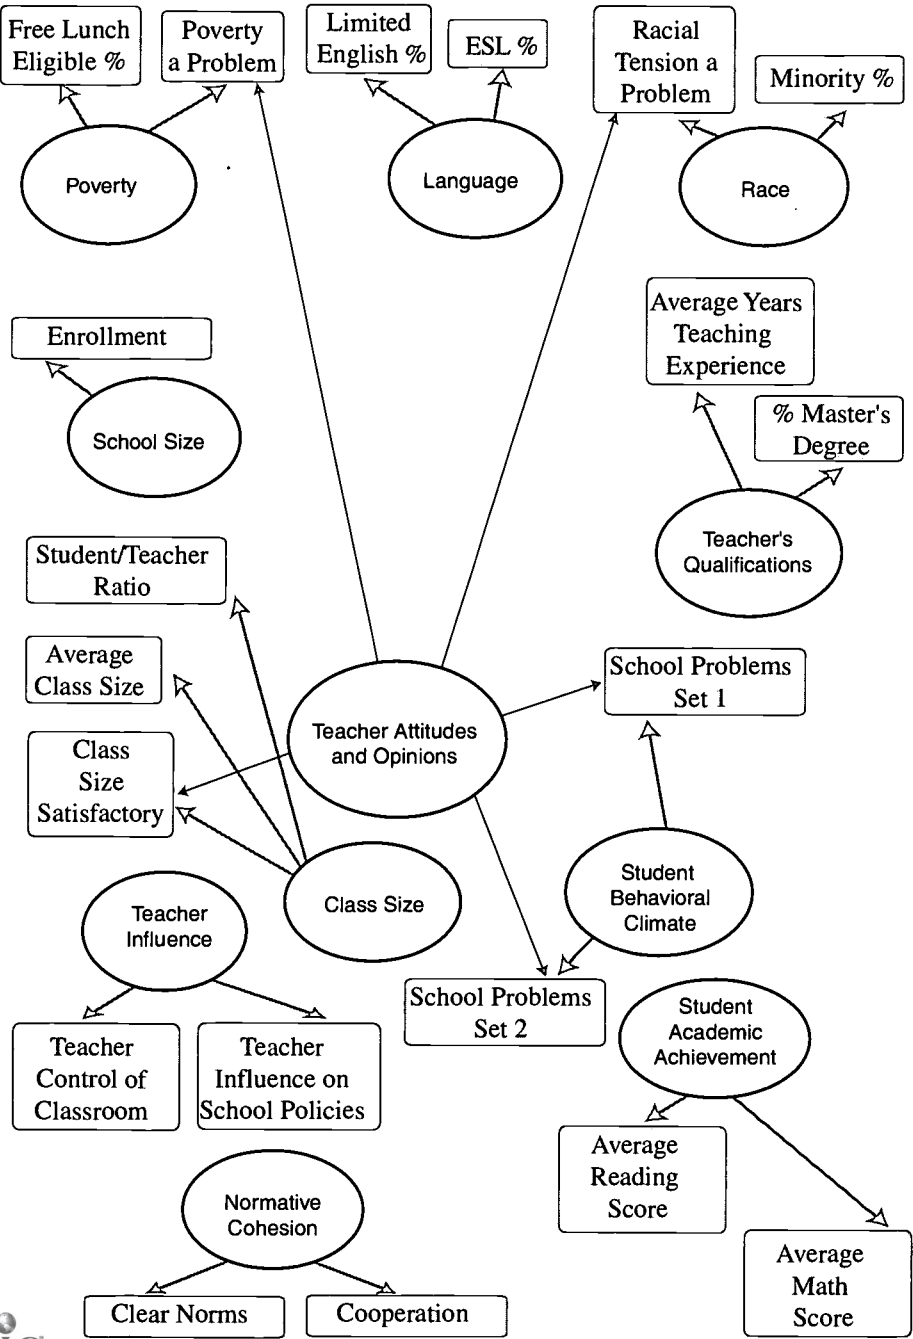 Free Lunch
Eligible %
Poverty
a Problem
Limited
English %
ESL %
Racial
Tension a
Problem
Minority %
Poverty
Language
Race
Enrollment
School Size
Average Years
Teaching
Experience
% Master's
Degree
Teacher's
Qualifications
Student/Teacher
Ratio
Average
Class Size
Class
Size
Satisfactory
Teacher Attitudes
and Opinions
School Problems
Set 1
Class Size
Student
Behavioral
Climate
Teacher
Influence
School Problems
Set 2
Student
Academic
Achievement
Teacher
Control of
Classroom
Teacher
Influence on
School Policies
Average
Reading
Score
Normative
Cohesion
Average
Math
Score
Clear Norms
Cooperation